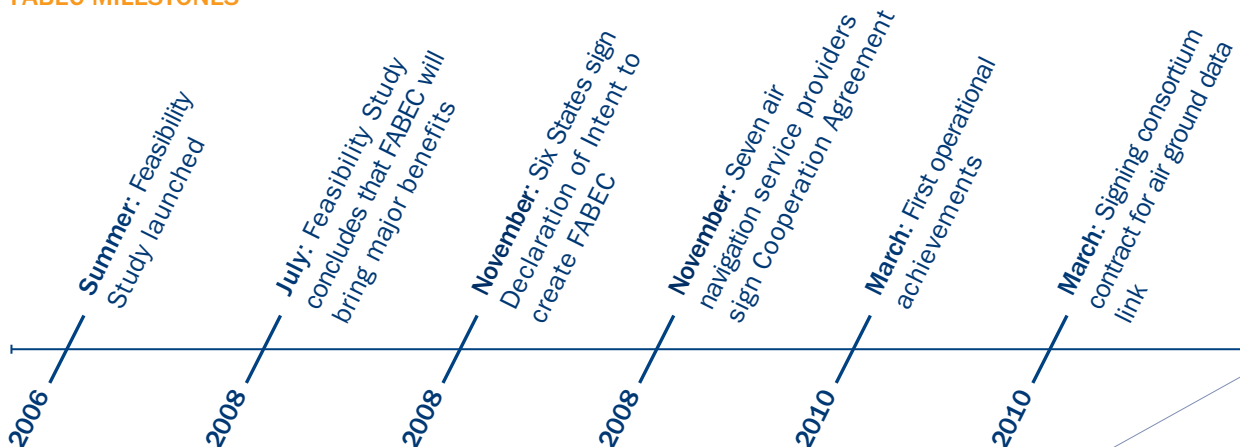 FABEC MILESTONES
Summer: Feasibility
Study launched
2006
July: Feasibility Study
concludes that FABEC will
bring major benefits
2008
November: Six States sign
Declaration of Intent to
create FABEC
2008
November: Seven air
navigation service providers
sign Cooperation Agreement
2008
March: First operational
achievements
2010
March: Signing consortium
contract for air ground data
link
2010